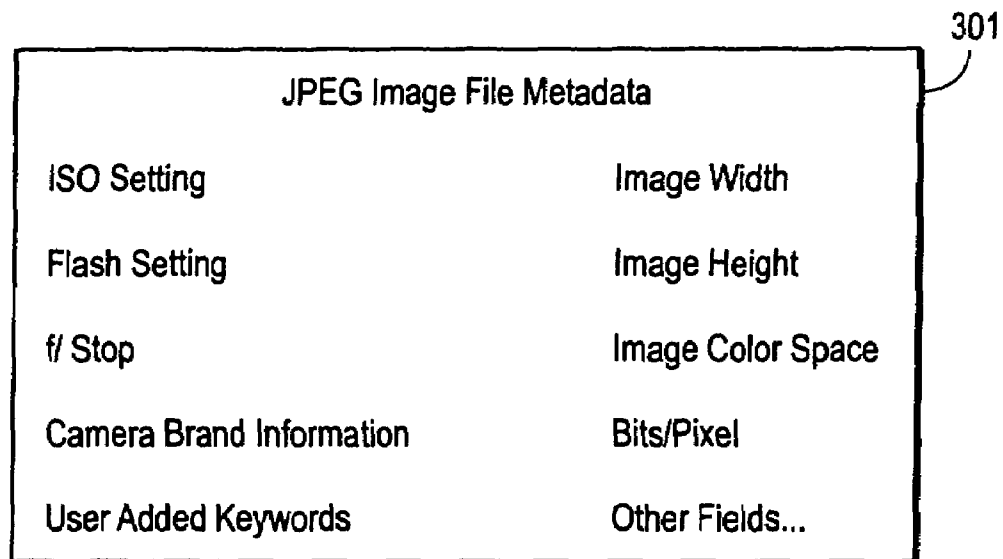 301
JPEG Image File Metadata
ISO Setting
Image Width
Flash Setting
Image Height
f/ Stop
Image Color Space
Camera Brand Information
Bits/Pixel
User Added Keywords
Other Fields...